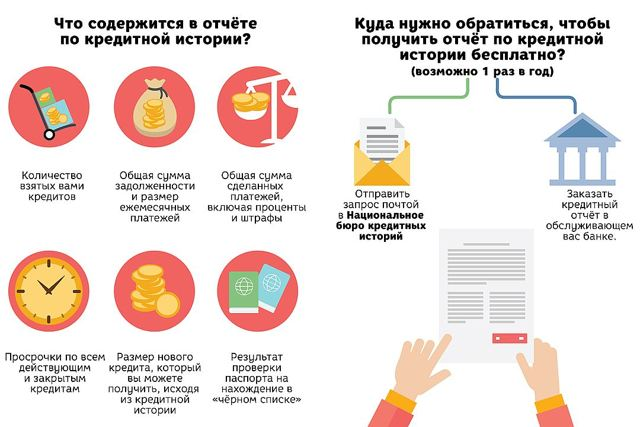 Что содержится в отчёте
по кредитной истории?
Количество
взятых вами
кредитов
Общая сумма
задолженности
и размер
ежемесячных
платежей
Общая сумма
сделанных
платежей,
включая проценты
и штрафы
Просрочки по всем
действующим
и закрытым
кредитам
Размер нового
кредита, который
вы можете
получить, исходя
из кредитной
истории
Результат
проверки
паспорта на
нахождение в
«чёрном списке»
Куда нужно обратиться, чтобы
получить отчёт по кредитной
истории бесплатно?
(возможно 1 раз в год)
Отправить
запрос почтой
в Национальное
бюро кредитных
историй
Заказать
кредитный
отчёт в
обслуживающем
вас банке.